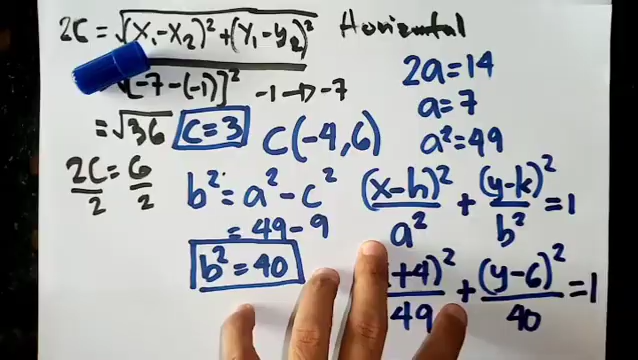 2C = √(X₁-X₂)² + (Y₁-Y₂)² Horizontal
-7-(-1)]² -1 → -7
= √36 C=3
2C = 6
2 2
C(-4,6)
2a=14
a=7
a²=49
b² = a² - c²
= 49 - 9
b² = 40
(x-h)²/a² + (y-k)²/b² = 1
+4)²/49 + (y-6)²/40 = 1